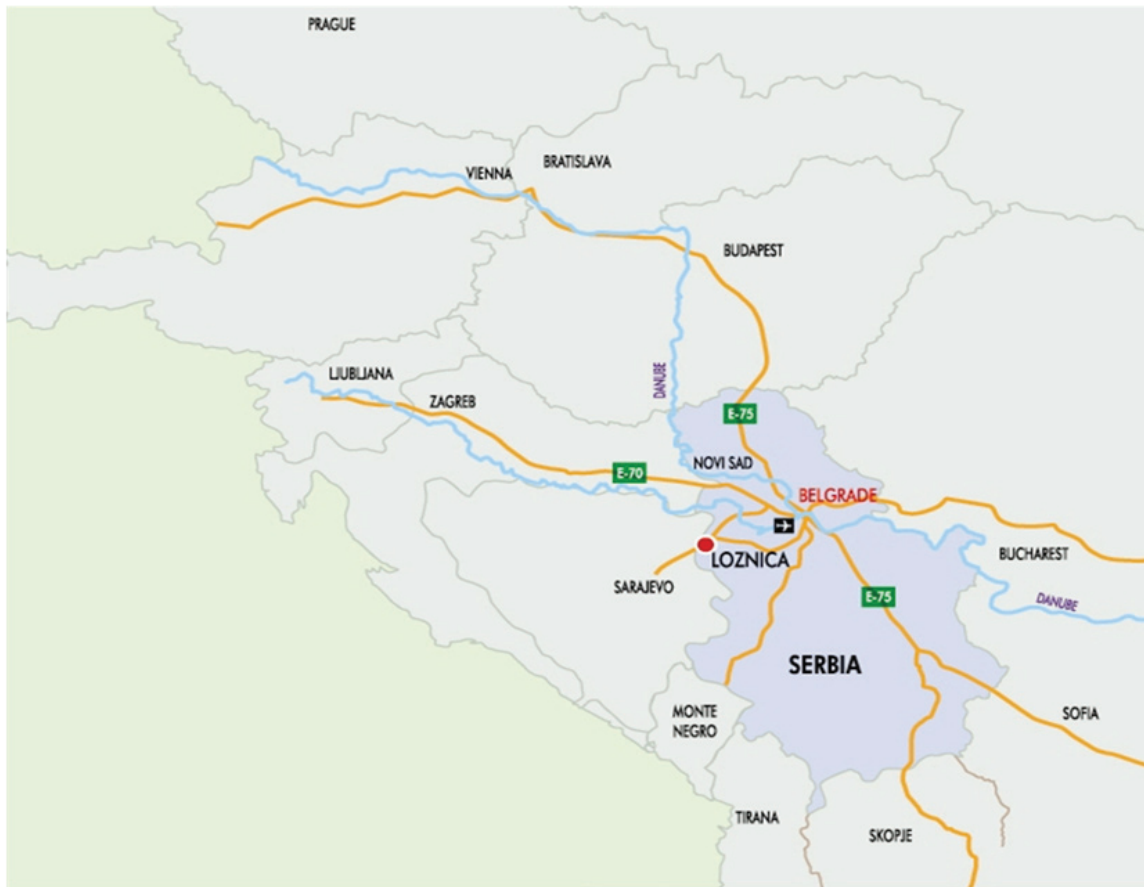 PRAGUE
VIENNA
BRATISLAVA
BUDAPEST
DANUBE
LJUBLJANA
ZAGREB
E-75
E-70
NOVI SAD
BELGRADE
LOZNICA
BUCHAREST
SARAJEVO
E-75
DANUBE
SERBIA
MONTE
NEGRO
SOFIA
TIRANA
SKOPJE